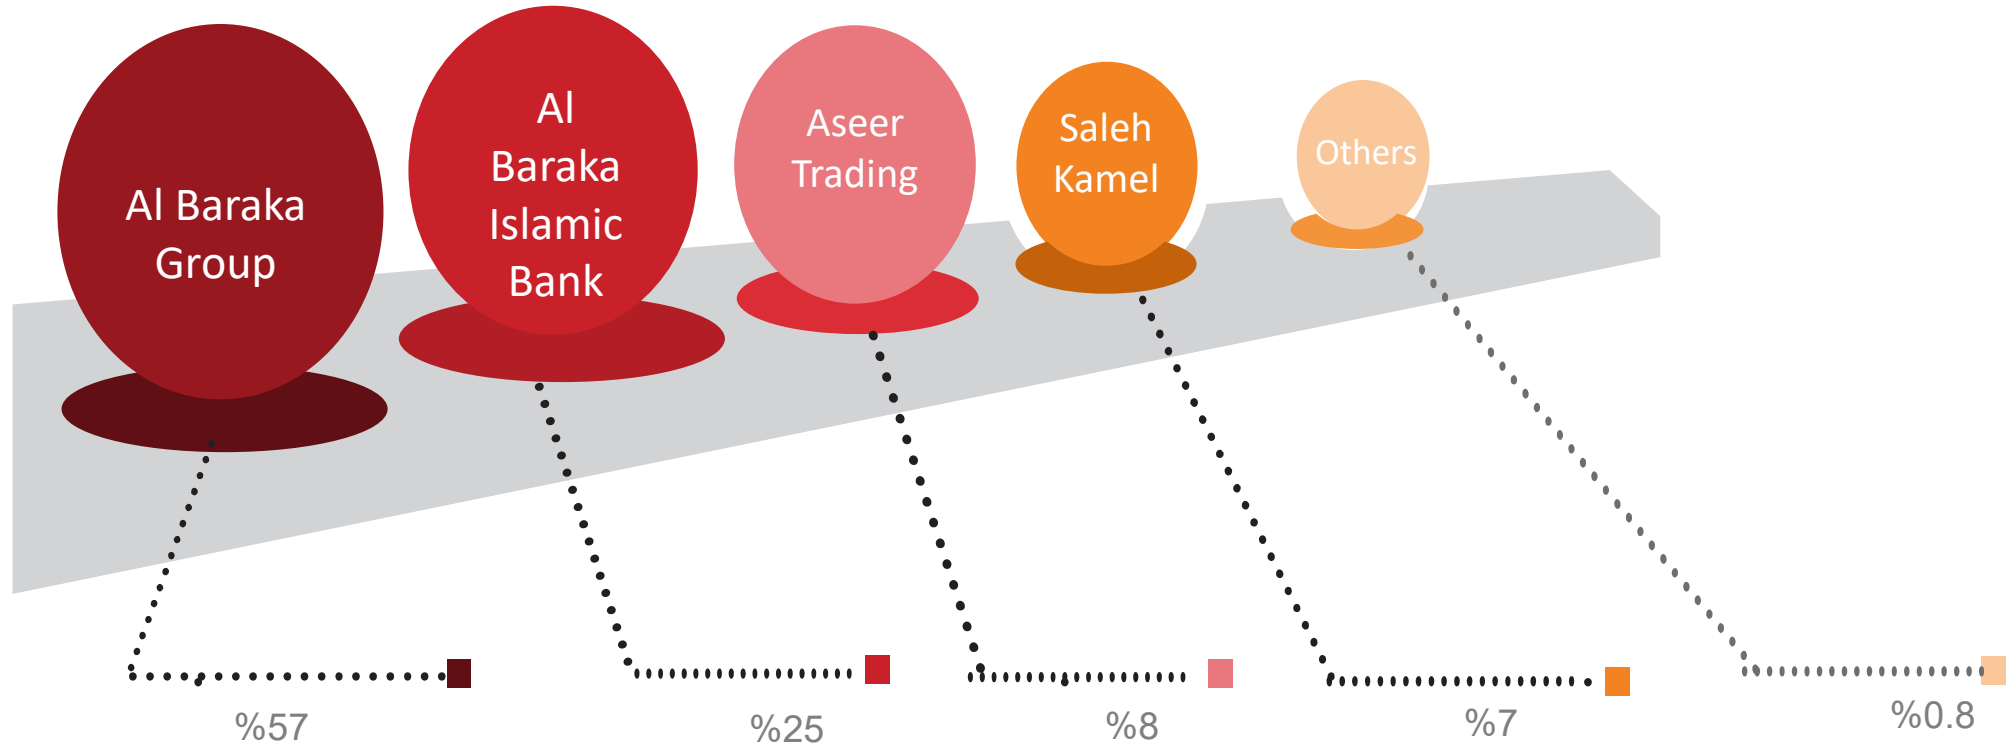 Al Baraka
Group
Al
Baraka
Islamic
Bank
Aseer
Trading
Saleh
Kamel
Others
%57
%25
%8
%7
%0.8